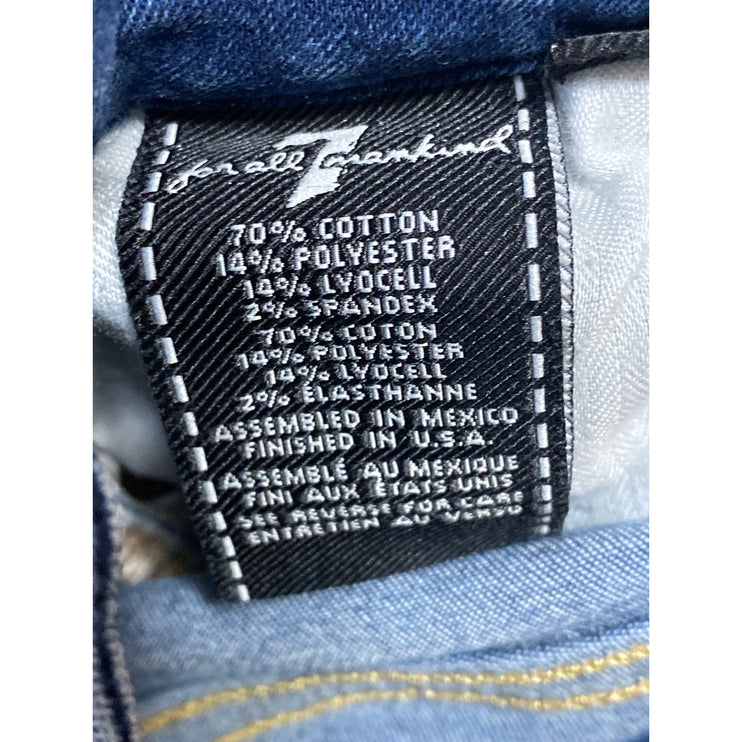 for all 7 mankind
70% COTTON
14% POLYESTER
14% LYOCELL
2% SPANDEX
70% COTON
14% POLYESTER
14% LYOCELL
2% ÉLASTHANNE
ASSEMBLED IN MEXICO
FINISHED IN U.S.A.
ASSEMBLÉ AU MEXIQUE
FINI AUX ÉTATS UNIS
SEE REVERSE FOR CARE
ENTRETIEN AU VERSO